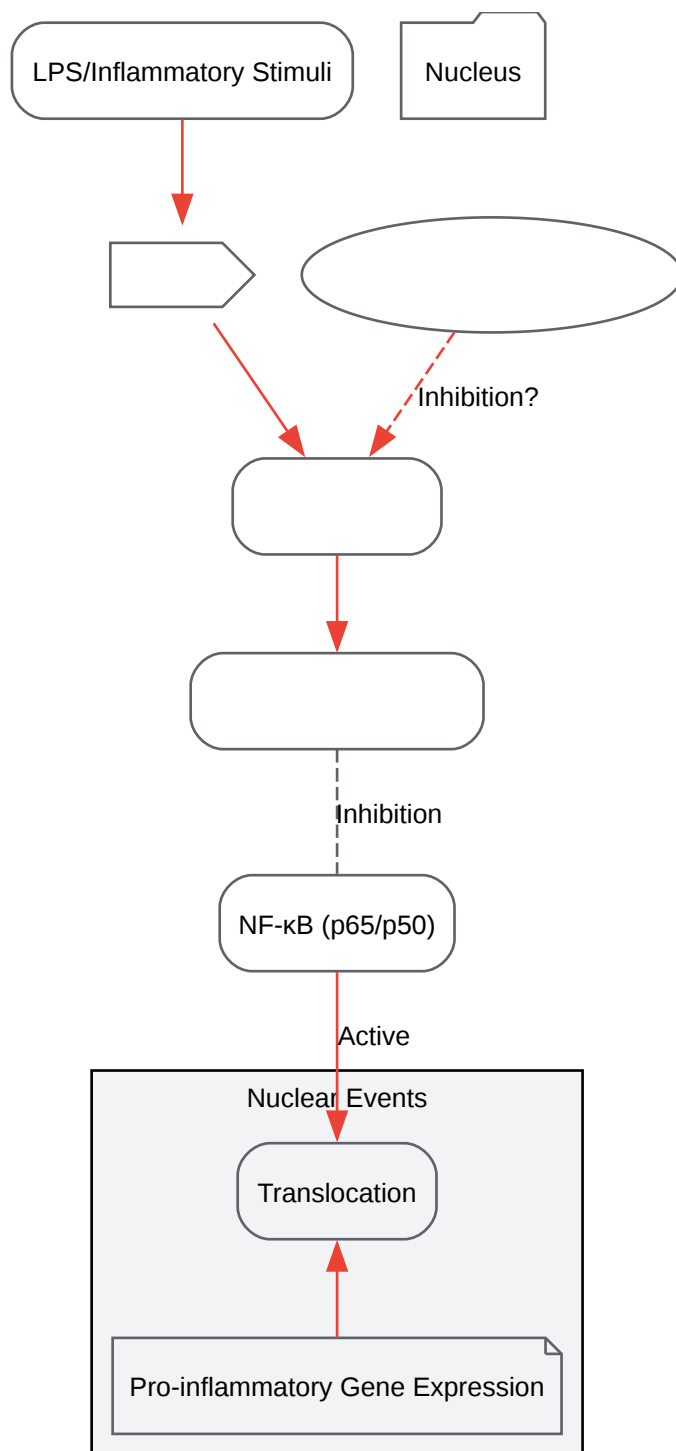 LPS/Inflammatory Stimuli
Nucleus
Inhibition?
Inhibition
NF-κB (p65/p50)
Active
Nuclear Events
Translocation
Pro-inflammatory Gene Expression